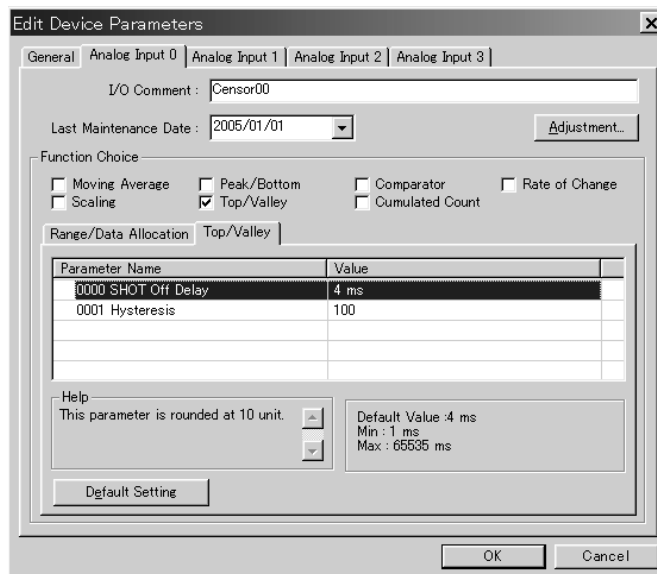 Edit Device Parameters
General Analog Input 0 Analog Input 1 Analog Input 2 Analog Input 3
I/O Comment : Censor00
Last Maintenance Date : 2005/01/01 Adjustment...
Function Choice
Moving Average Peak/Bottom Comparator Rate of Change
Scaling Top/Valley Cumulated Count
Range/Data Allocation Top/Valley
Parameter Name Value
0000 SHOT Off Delay 4 ms
0001 Hysteresis 100
Help
This parameter is rounded at 10 unit.
Default Value :4 ms
Min : 1 ms
Max : 65535 ms
Default Setting
OK Cancel